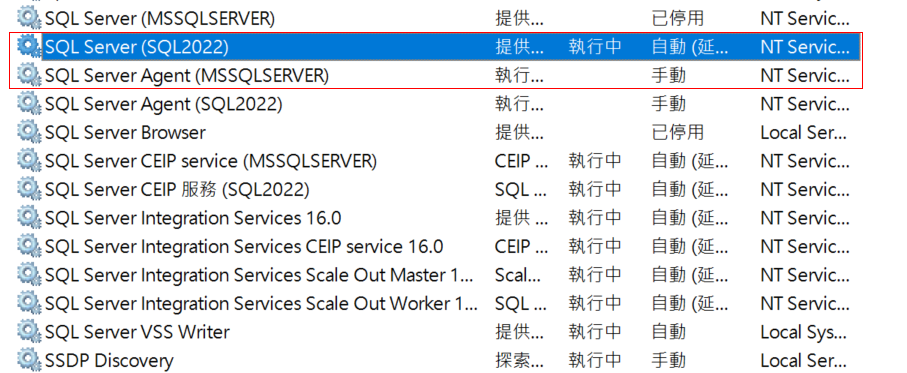 SQL Server (MSSQLSERVER) 提供... 已停用 NT Servic...
SQL Server (SQL2022) 提供... 執行中 自動 (延... NT Servic...
SQL Server Agent (MSSQLSERVER) 執行... 手動 NT Servic...
SQL Server Agent (SQL2022) 執行... 手動 NT Servic...
SQL Server Browser 提供... 已停用 Local Ser...
SQL Server CEIP service (MSSQLSERVER) CEIP ... 執行中 自動 (延... NT Servic...
SQL Server CEIP 服務 (SQL2022) SQL ... 執行中 自動 (延... NT Servic...
SQL Server Integration Services 16.0 提供 ... 執行中 自動 (延... NT Servic...
SQL Server Integration Services CEIP service 16.0 CEIP ... 執行中 自動 (延... NT Servic...
SQL Server Integration Services Scale Out Master 1... Scal... 執行中 自動 (延... NT Servic...
SQL Server Integration Services Scale Out Worker 1... SQL ... 執行中 自動 (延... NT Servic...
SQL Server VSS Writer 提供... 執行中 自動 Local Sys...
SSDP Discovery 探索... 執行中 手動 Local Ser...